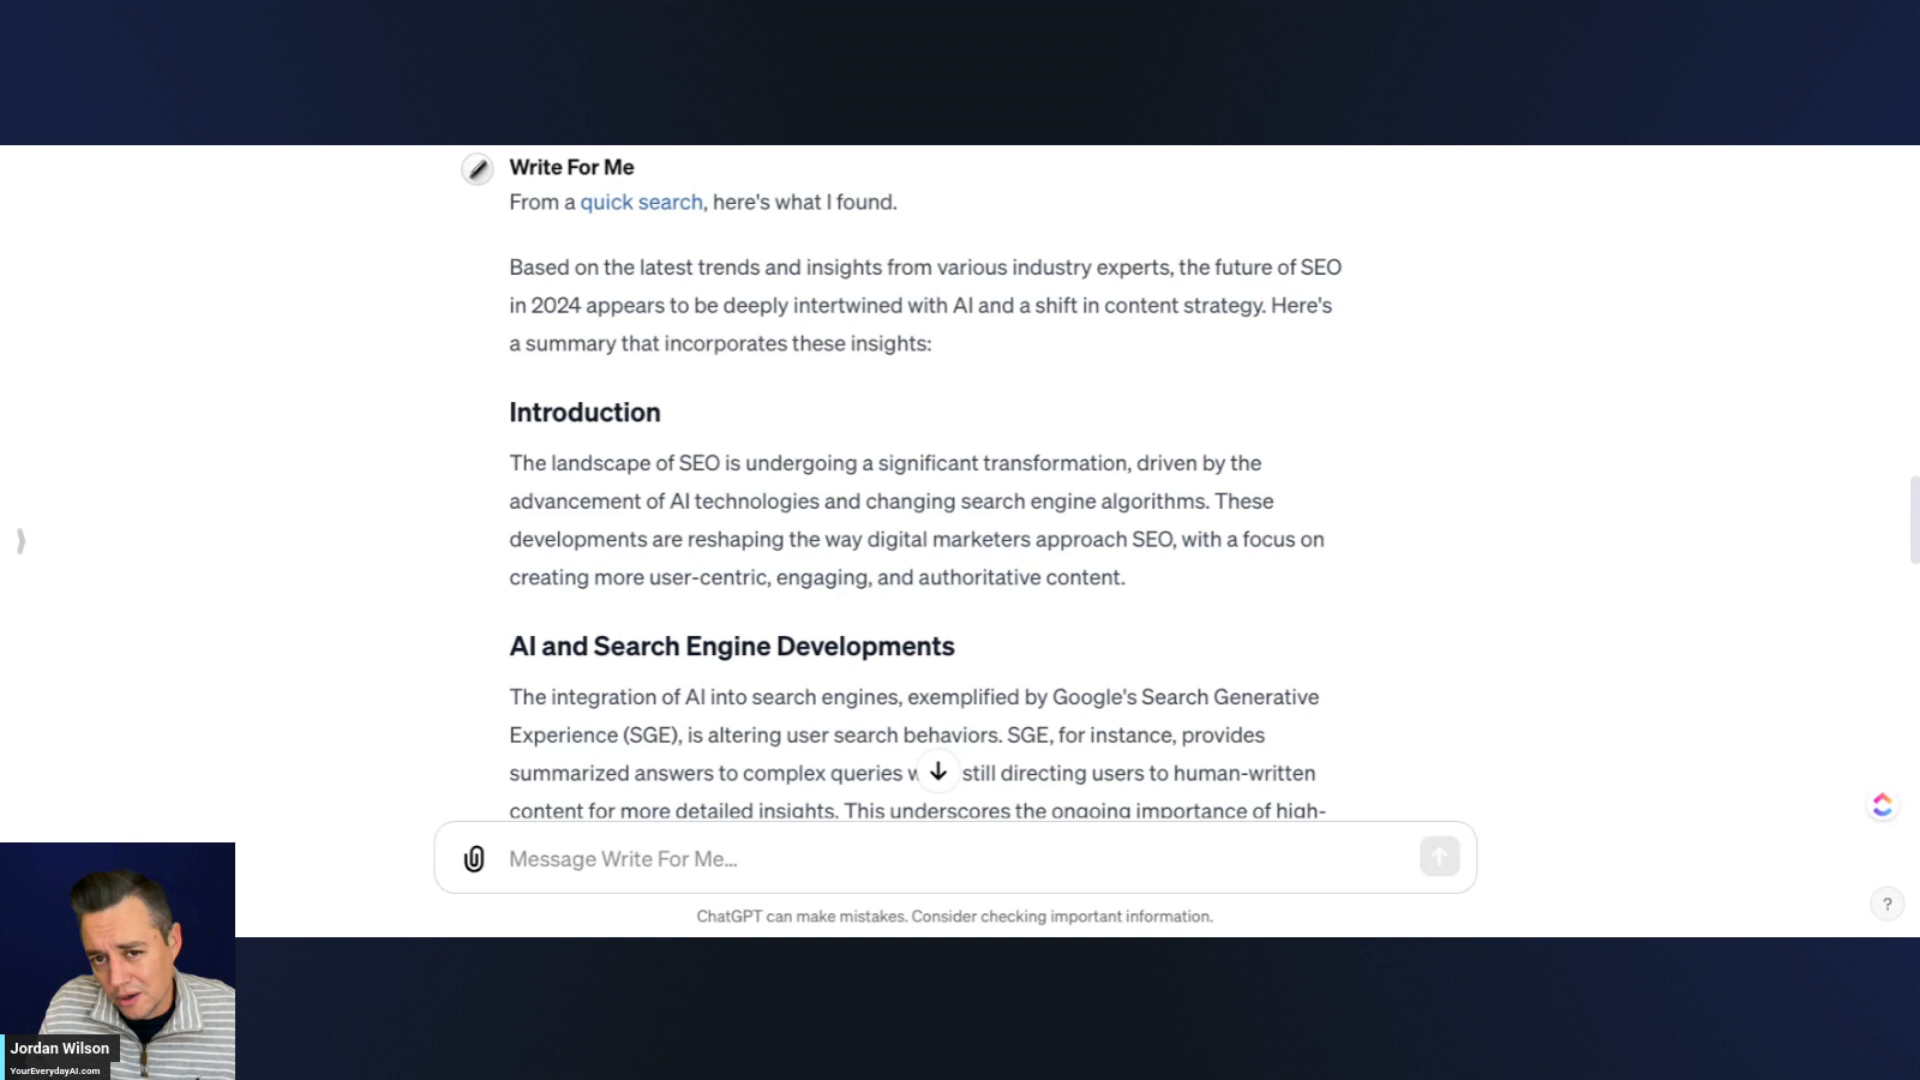 Write For Me
From a quick search, here's what I found.
Based on the latest trends and insights from various industry experts, the future of SEO
in 2024 appears to be deeply intertwined with AI and a shift in content strategy. Here's
a summary that incorporates these insights:
Introduction
The landscape of SEO is undergoing a significant transformation, driven by the
advancement of AI technologies and changing search engine algorithms. These
developments are reshaping the way digital marketers approach SEO, with a focus on
creating more user-centric, engaging, and authoritative content.
AI and Search Engine Developments
The integration of AI into search engines, exemplified by Google's Search Generative
Experience (SGE), is altering user search behaviors. SGE, for instance, provides
summarized answers to complex queries still directing users to human-written
content for more detailed insights. This underscores the ongoing importance of high-
Message Write For Me...
ChatGPT can make mistakes. Consider checking important information.
?
Jordan Wilson
YourEverydayAI.com